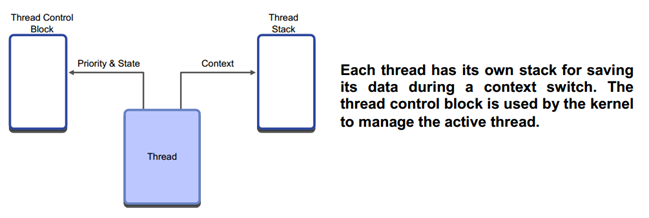 Thread Control
Block
Thread
Stack
Priority & State
Context
Thread
Each thread has its own stack for saving
its data during a context switch. The
thread control block is used by the kernel
to manage the active thread.